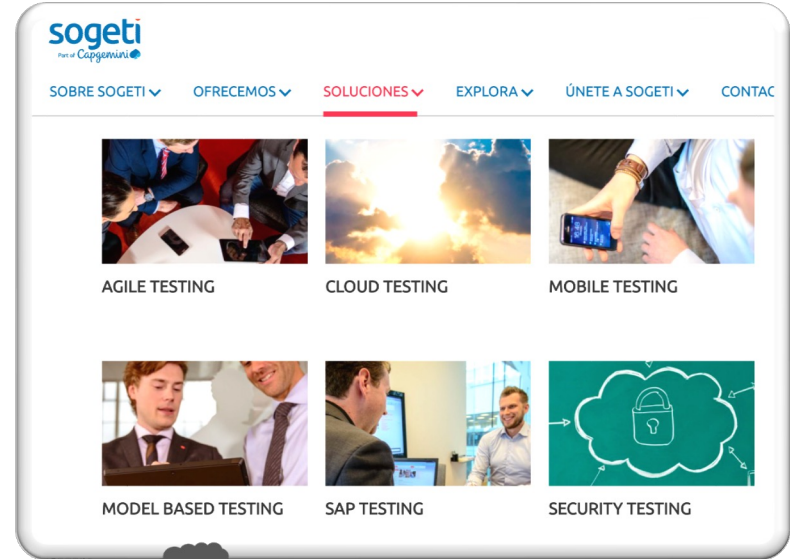 sogeti
Part of Capgemini
SOBRE SOGETI OFRECEMOS SOLUCIONES EXPLORA ÚNETE A SOGETI CONTAC
AGILE TESTING CLOUD TESTING MOBILE TESTING
MODEL BASED TESTING SAP TESTING SECURITY TESTING